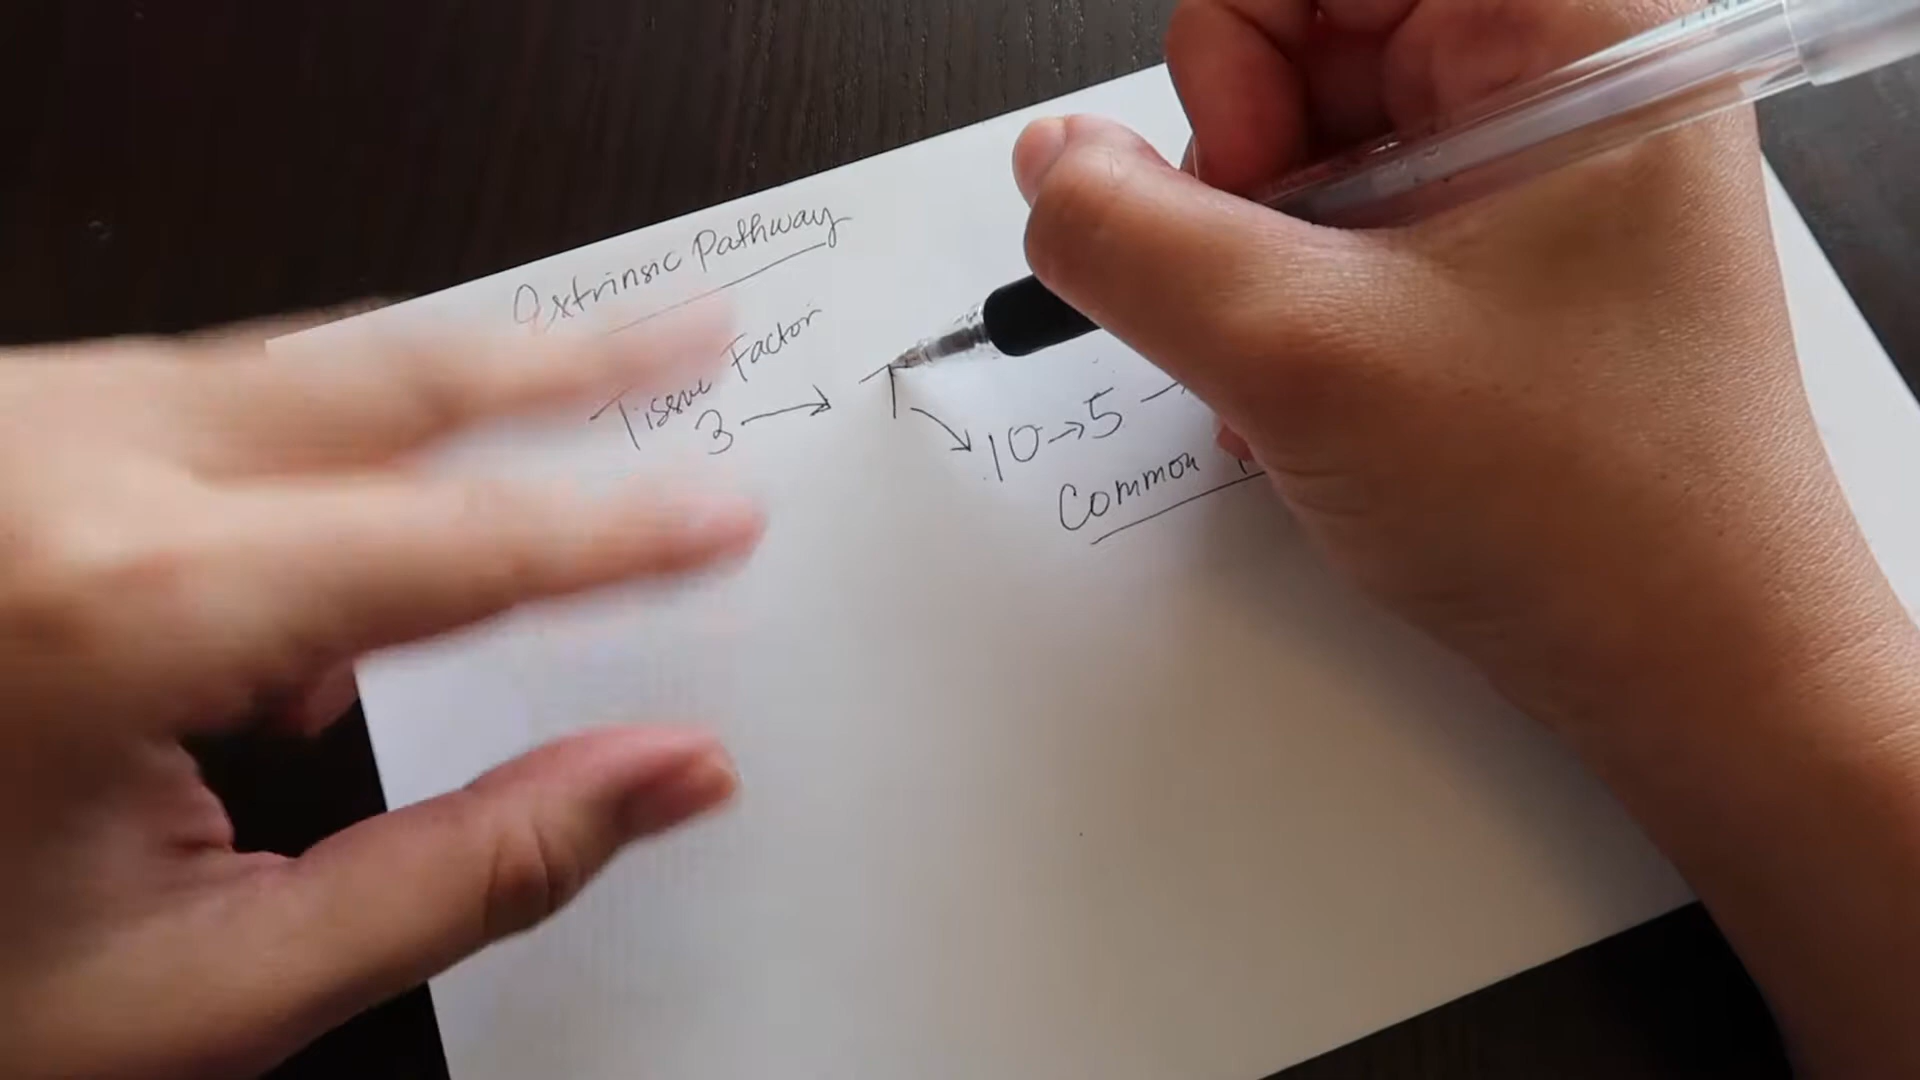 Extrinsic Pathway
Tissue Factor
3 → 7 → 10 → 5 →
Common